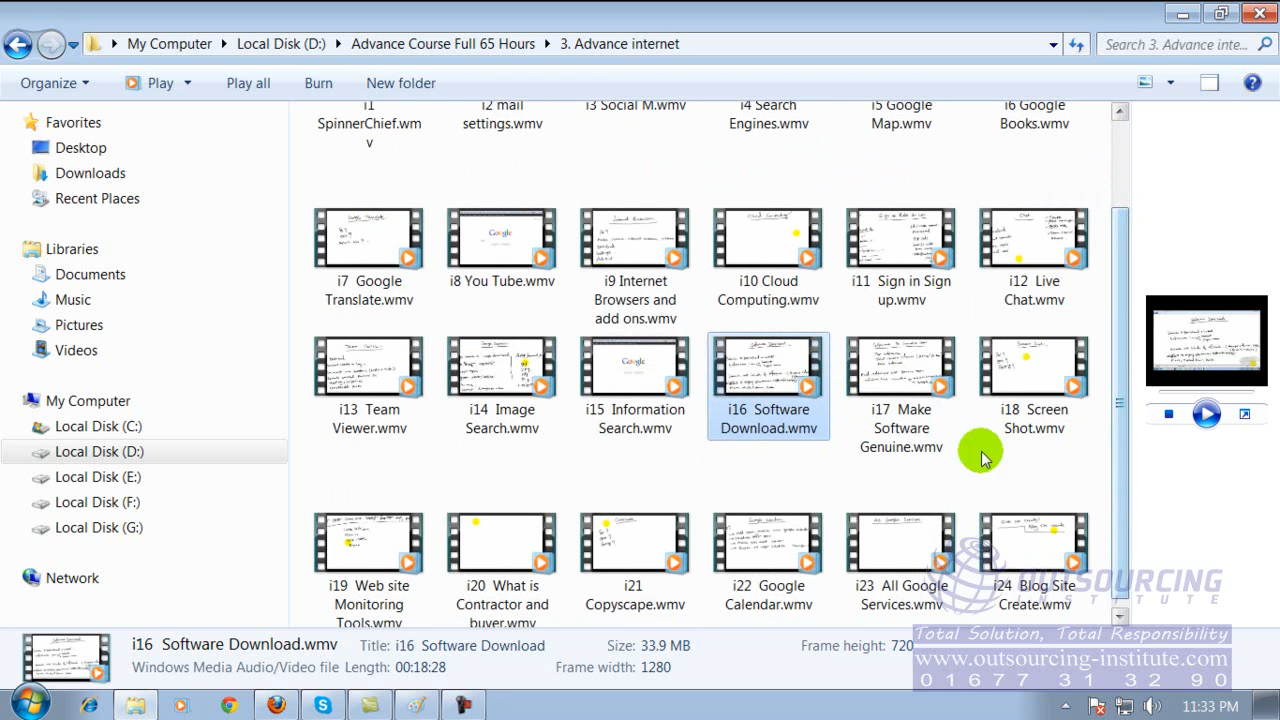 My Computer
Local Disk (D:)
Advance Course Full 65 Hours
3. Advance internet
Search 3. Advance inte...
Organize
Play
Play all
Burn
New folder
Favorites
Desktop
Downloads
Recent Places
Libraries
Documents
Music
Pictures
Videos
My Computer
Local Disk (C:)
Local Disk (D:)
Local Disk (E:)
Local Disk (F:)
Local Disk (G:)
Network
i1
SpinnerChief.wm
v
i2 mail
settings.wmv
i3 Social M.wmv
i4 Search
Engines.wmv
i5 Google
Map.wmv
i6 Google
Books.wmv
i7 Google
Translate.wmv
i8 You Tube.wmv
i9 Internet
Browsers and
add ons.wmv
i10 Cloud
Computing.wmv
i11 Sign in Sign
up.wmv
i12 Live
Chat.wmv
i13 Team
Viewer.wmv
i14 Image
Search.wmv
i15 Information
Search.wmv
i16 Software
Download.wmv
i17 Make
Software
Genuine.wmv
i18 Screen
Shot.wmv
i19 Web site
Monitoring
Tools.wmv
i20 What is
Contractor and
buyer.wmv
i21
Copyscape.wmv
i22 Google
Calendar.wmv
i23 All Google
Services.wmv
i24 Blog Site
Create.wmv
OUTSOURCING
INSTITUTE
i16 Software Download.wmv
Windows Media Audio/Video file
Title: i16 Software Download
Length: 00:18:28
Size: 33.9 MB
Frame width: 1280
Frame height: 720
Total Solution, Total Responsibility
www.outsourcing-institute.com
01677 31 32 90
11:33 PM